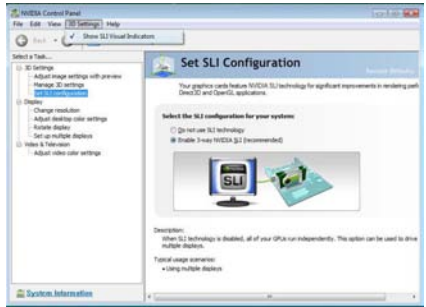 NVIDIA Control Panel
File Edit View 3D Settings Help
✓ Show SLI Visual Indicators
Select a Task...
3D Settings
Adjust image settings with preview
Manage 3D settings
Set SLI configuration
Display
Change resolution
Adjust desktop color settings
Rotate display
Set up multiple displays
Video & Television
Adjust video color settings
System Information
Set SLI Configuration
Restore Defaults
Your graphics cards feature NVIDIA SLI technology for significant improvements in rendering perf
Direct3D and OpenGL applications.
Select the SLI configuration for your system:
Do not use SLI technology
Enable 3-way NVIDIA SLI (recommended)
SLI
Description:
When SLI technology is disabled, all of your GPUs run independently. This option can be used to drive
multiple displays.
Typical usage scenarios:
• Using multiple displays